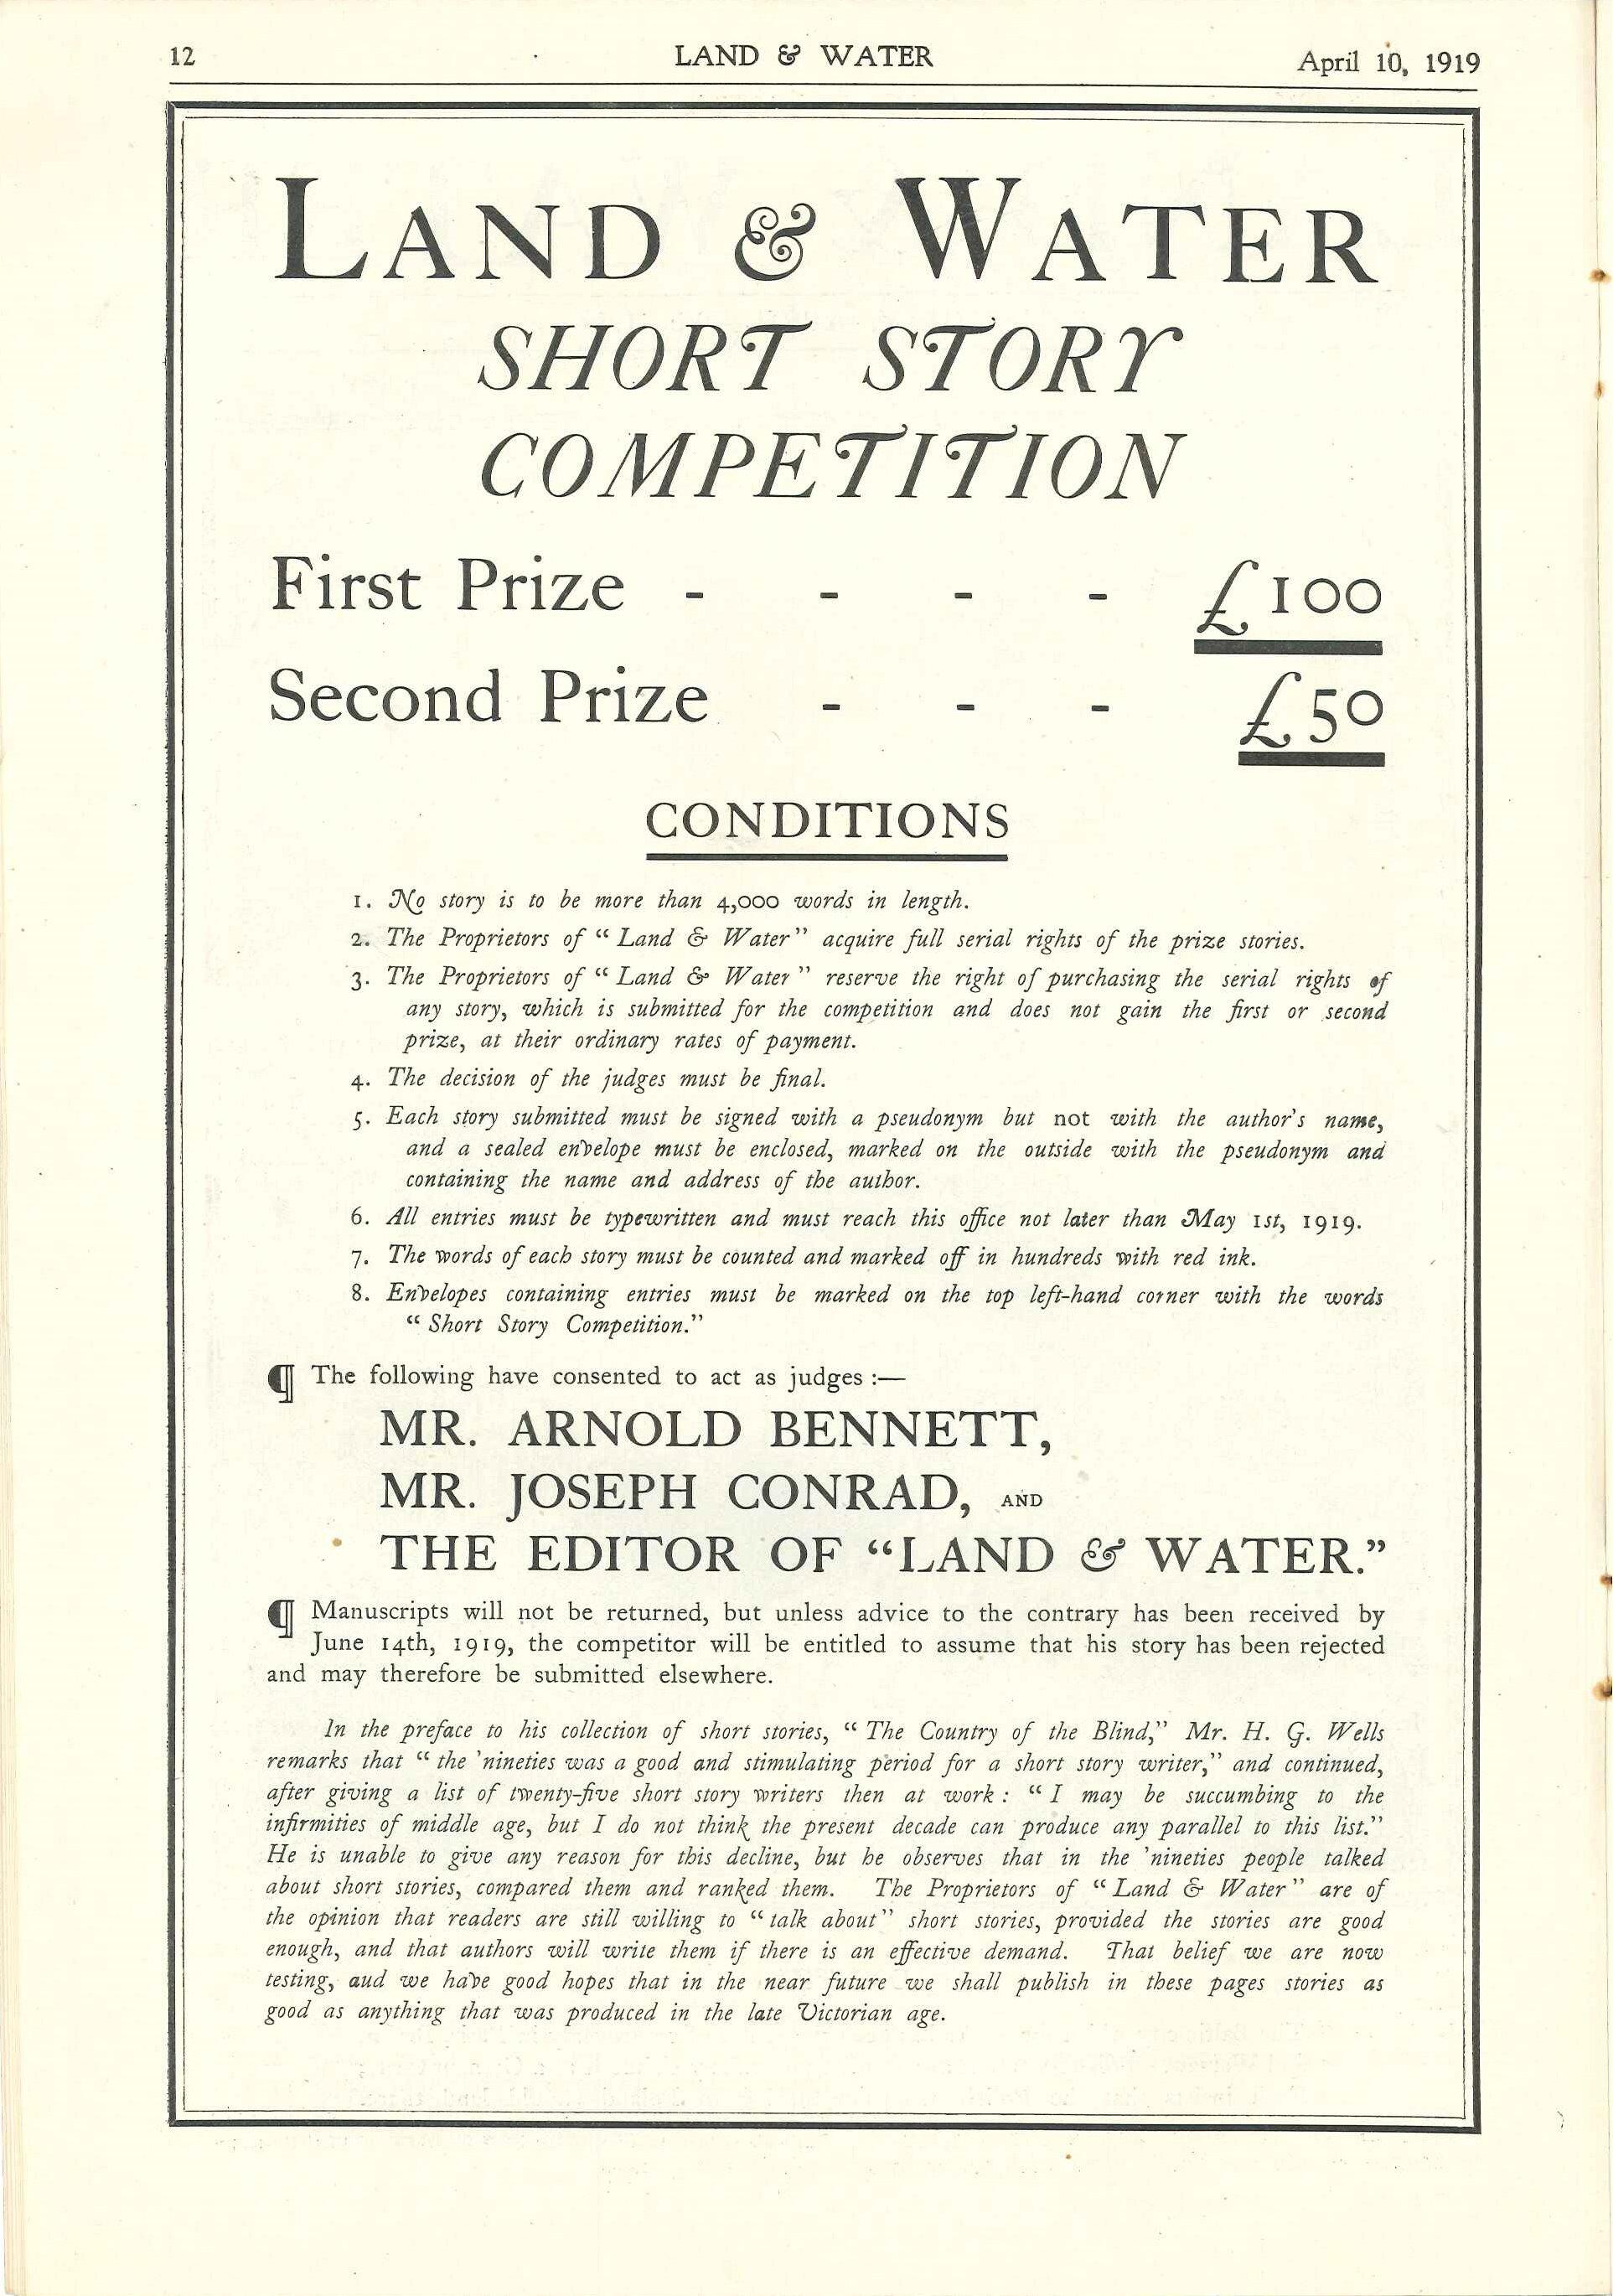 12 LAND & WATER April 10, 1919
LAND & WATER
SHORT STORY
COMPETITION
First Prize - - - - £100
Second Prize - - - £50
CONDITIONS
1. No story is to be more than 4,000 words in length.
2. The Proprietors of “ Land & Water” acquire full serial rights of the prize stories.
3. The Proprietors of “ Land & Water ” reserve the right of purchasing the serial rights of
any story, which is submitted for the competition and does not gain the first or second
prize, at their ordinary rates of payment.
4. The decision of the judges must be final.
5. Each story submitted must be signed with a pseudonym but not with the author's name,
and a sealed envelope must be enclosed, marked on the outside with the pseudonym and
containing the name and address of the author.
6. All entries must be typewritten and must reach this office not later than May 1st, 1919.
7. The words of each story must be counted and marked off in hundreds with red ink.
8. Envelopes containing entries must be marked on the top left-hand corner with the words
“ Short Story Competition.”
¶ The following have consented to act as judges :—
MR. ARNOLD BENNETT,
MR. JOSEPH CONRAD, AND
THE EDITOR OF “LAND & WATER.”
¶ Manuscripts will not be returned, but unless advice to the contrary has been received by
June 14th, 1919, the competitor will be entitled to assume that his story has been rejected
and may therefore be submitted elsewhere.
In the preface to his collection of short stories, “ The Country of the Blind,” Mr. H. G. Wells
remarks that “ the 'nineties was a good and stimulating period for a short story writer,” and continued,
after giving a list of twenty-five short story writers then at work : “ I may be succumbing to the
infirmities of middle age, but I do not think the present decade can produce any parallel to this list.”
He is unable to give any reason for this decline, but he observes that in the 'nineties people talked
about short stories, compared them and ranked them. The Proprietors of “ Land & Water” are of
the opinion that readers are still willing to “ talk about” short stories, provided the stories are good
enough, and that authors will write them if there is an effective demand. That belief we are now
testing, aud we have good hopes that in the near future we shall publish in these pages stories as
good as anything that was produced in the late Victorian age.